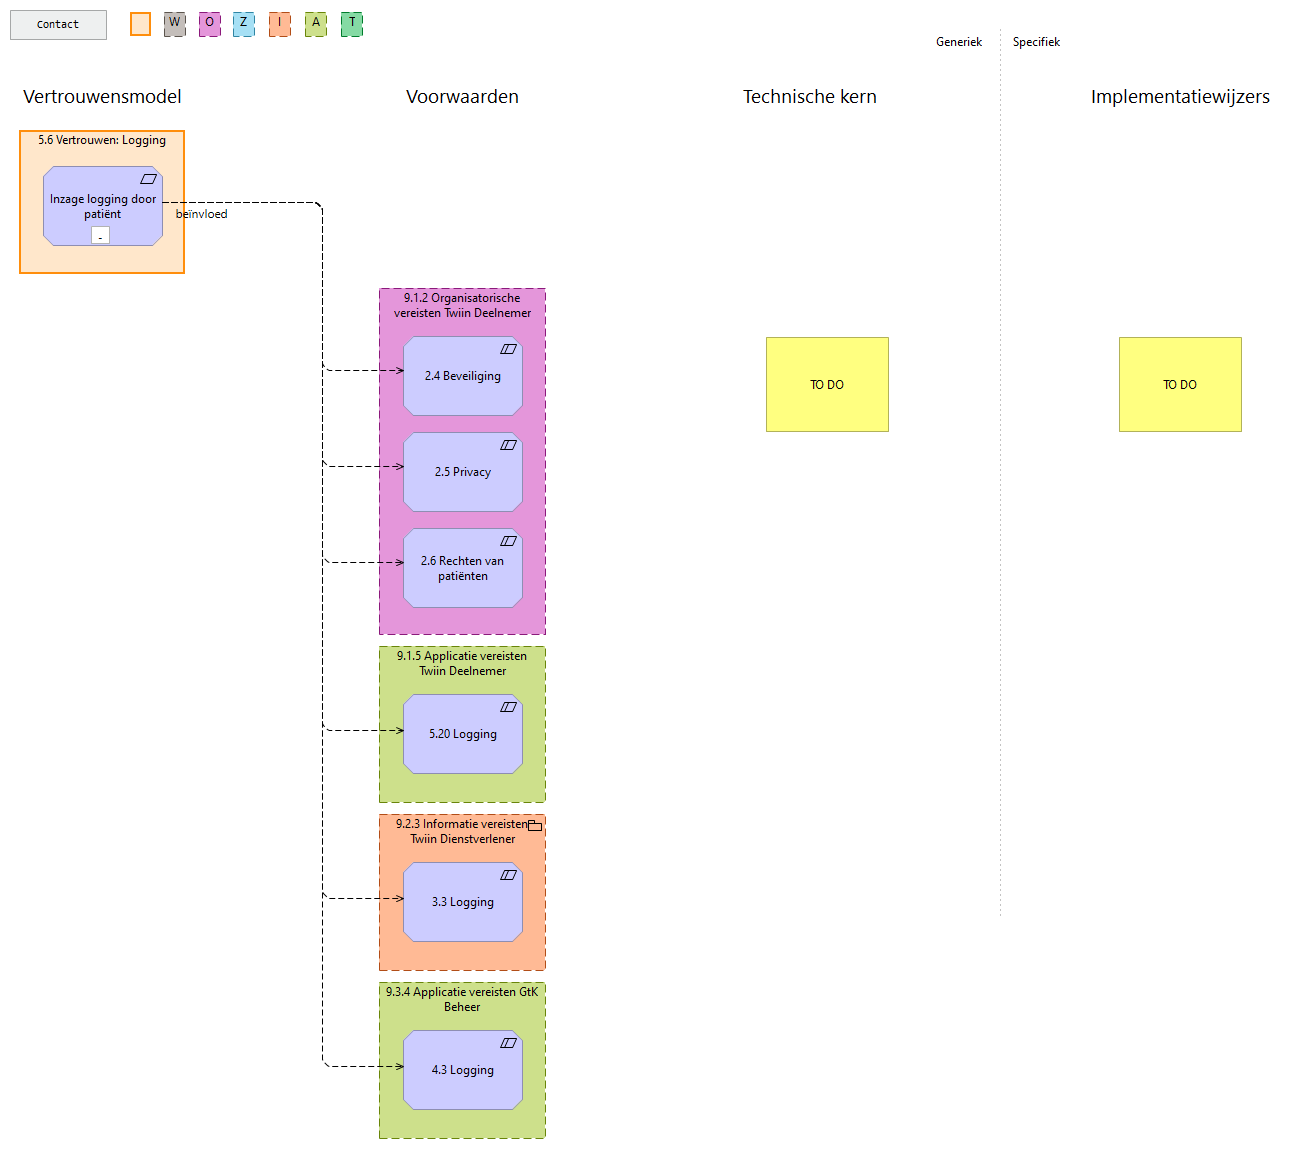 Contact
W
O
Z
I
A
T
Generiek
Specifiek
Vertrouwensmodel
Voorwaarden
Technische kern
Implementatiewijzers
5.6 Vertrouwen: Logging
Inzage logging door
patiënt
-
beïnvloed
9.1.2 Organisatorische
vereisten Twiin Deelnemer
2.4 Beveiliging
2.5 Privacy
2.6 Rechten van
patiënten
TO DO
TO DO
9.1.5 Applicatie vereisten
Twiin Deelnemer
5.20 Logging
9.2.3 Informatie vereisten
Twiin Dienstverlener
3.3 Logging
9.3.4 Applicatie vereisten GtK
Beheer
4.3 Logging